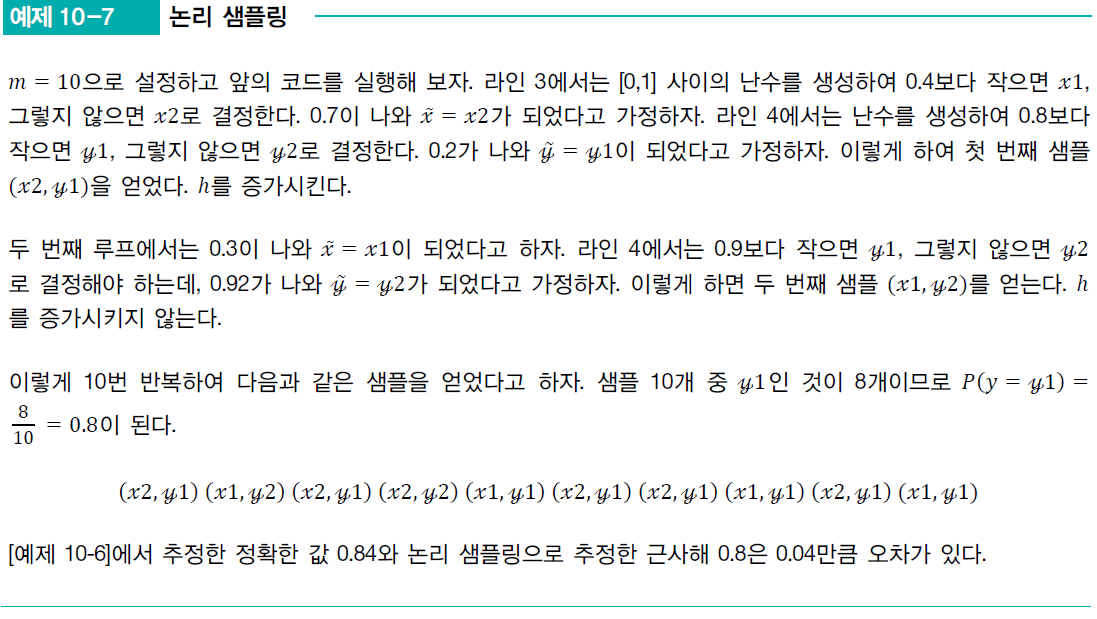 예제 10-7 논리 샘플링
m = 10으로 설정하고 앞의 코드를 실행해 보자. 라인 3에서는 [0,1] 사이의 난수를 생성하여 0.4보다 작으면 x1,
그렇지 않으면 x2로 결정한다. 0.7이 나와 x̃ = x2가 되었다고 가정하자. 라인 4에서는 난수를 생성하여 0.8보다
작으면 y1, 그렇지 않으면 y2로 결정한다. 0.2가 나와 ỹ = y1이 되었다고 가정하자. 이렇게 하여 첫 번째 샘플
(x2, y1)을 얻었다. h를 증가시킨다.
두 번째 루프에서는 0.3이 나와 x̃ = x1이 되었다고 하자. 라인 4에서는 0.9보다 작으면 y1, 그렇지 않으면 y2
로 결정해야 하는데, 0.92가 나와 ỹ = y2가 되었다고 가정하자. 이렇게 하면 두 번째 샘플 (x1, y2)를 얻는다. h
를 증가시키지 않는다.
이렇게 10번 반복하여 다음과 같은 샘플을 얻었다고 하자. 샘플 10개 중 y1인 것이 8개이므로 P(y = y1) =
8/10 = 0.8이 된다.
(x2, y1) (x1, y2) (x2, y1) (x2, y2) (x1, y1) (x2, y1) (x2, y1) (x1, y1) (x2, y1) (x1, y1)
[예제 10-6]에서 추정한 정확한 값 0.84와 논리 샘플링으로 추정한 근사해 0.8은 0.04만큼 오차가 있다.